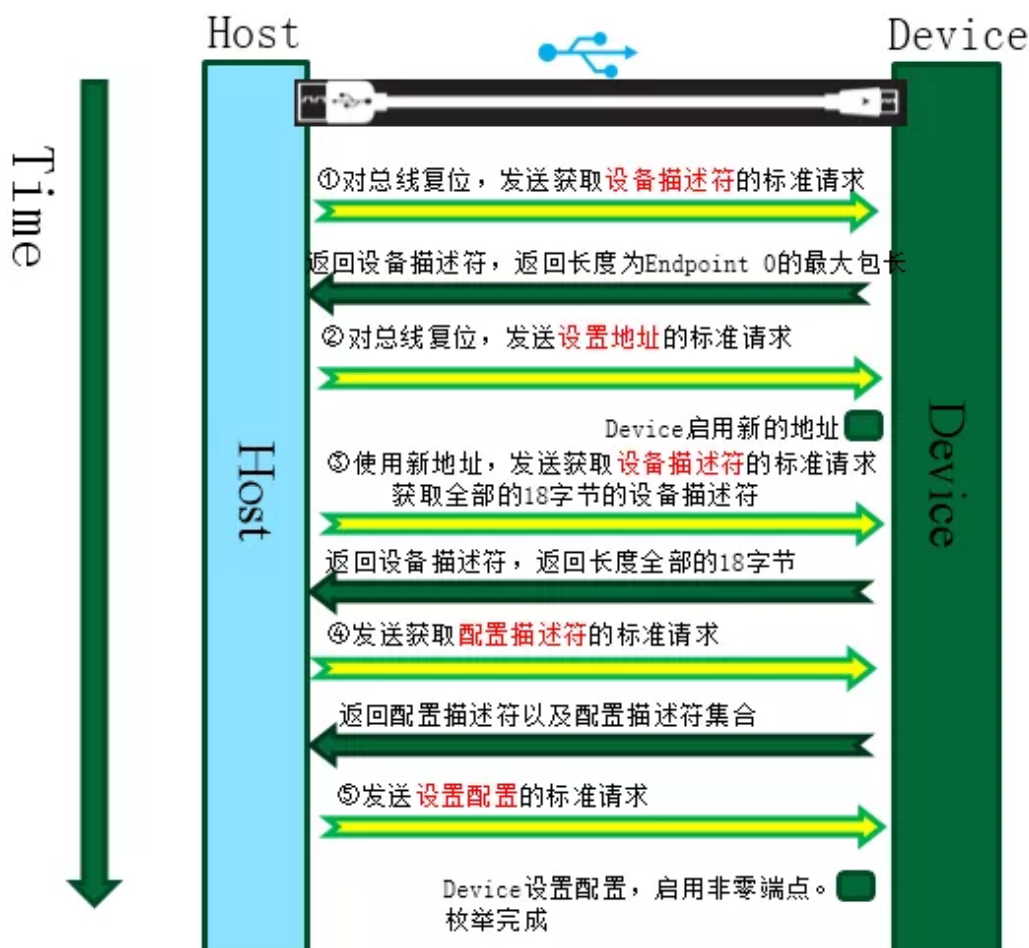 Host
Device
Time
①对总线复位，发送获取设备描述符的标准请求
返回设备描述符，返回长度为Endpoint 0的最大包长
②对总线复位，发送设置地址的标准请求
Device启用新的地址
③使用新地址，发送获取设备描述符的标准请求
获取全部的18字节的设备描述符
Host
Device
返回设备描述符，返回长度全部的18字节
④发送获取配置描述符的标准请求
返回配置描述符以及配置描述符集合
⑤发送设置配置的标准请求
Device设置配置，启用非零端点。
枚举完成